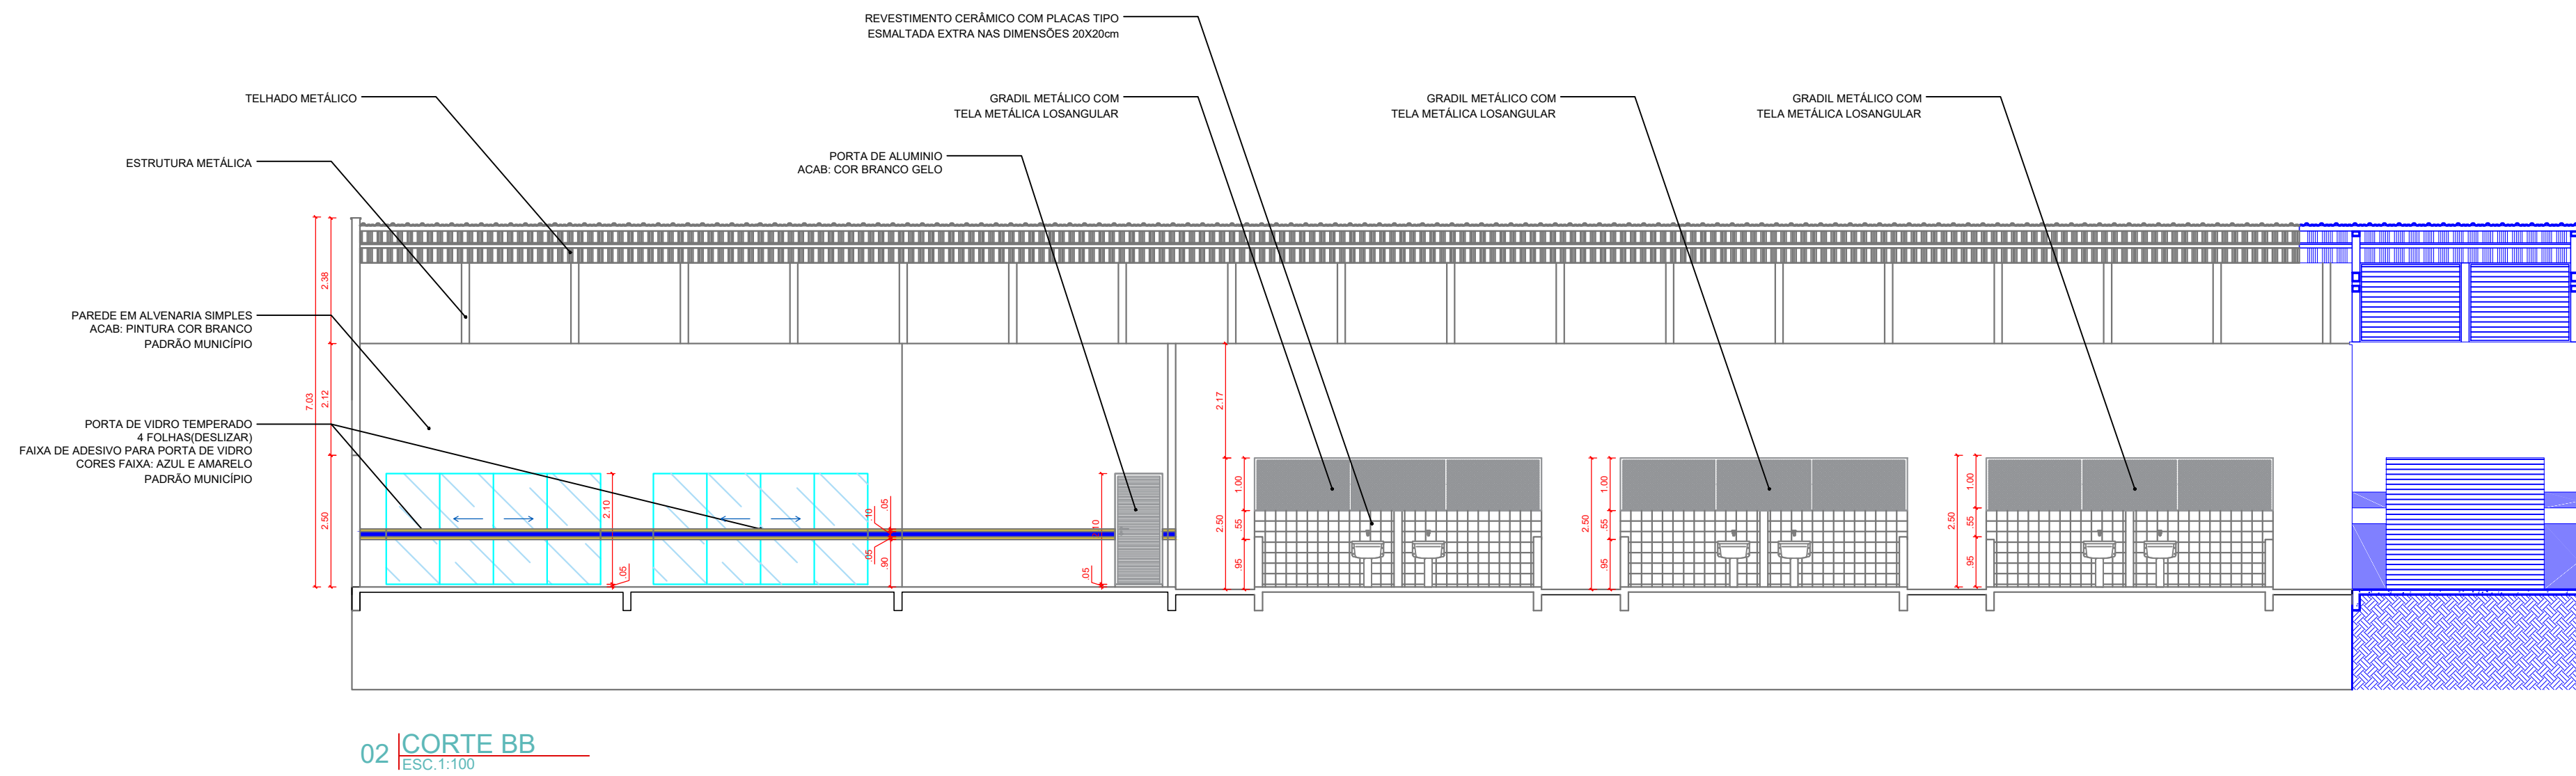 REVESTIMENTO CERÂMICO COM PLACAS TIPO
ESMALTADA EXTRA NAS DIMENSÕES 20X20cm
TELHADO METÁLICO
GRADIL METÁLICO COM
TELA METÁLICA LOSANGULAR
GRADIL METÁLICO COM
TELA METÁLICA LOSANGULAR
GRADIL METÁLICO COM
TELA METÁLICA LOSANGULAR
ESTRUTURA METÁLICA
PORTA DE ALUMINIO
ACAB: COR BRANCO GELO
PAREDE EM ALVENARIA SIMPLES
ACAB: PINTURA COR BRANCO
PADRÃO MUNICÍPIO
PORTA DE VIDRO TEMPERADO
4 FOLHAS(DESLIZAR)
FAIXA DE ADESIVO PARA PORTA DE VIDRO
CORES FAIXA: AZUL E AMARELO
PADRÃO MUNICÍPIO
7.03
2.38
2.12
2.50
2.10
.05
.10
.05
.05
.90
2.10
.05
2.17
2.50
1.00
.55
.95
2.50
1.00
.55
.95
2.50
1.00
.55
.95
02
CORTE BB
ESC.1:100